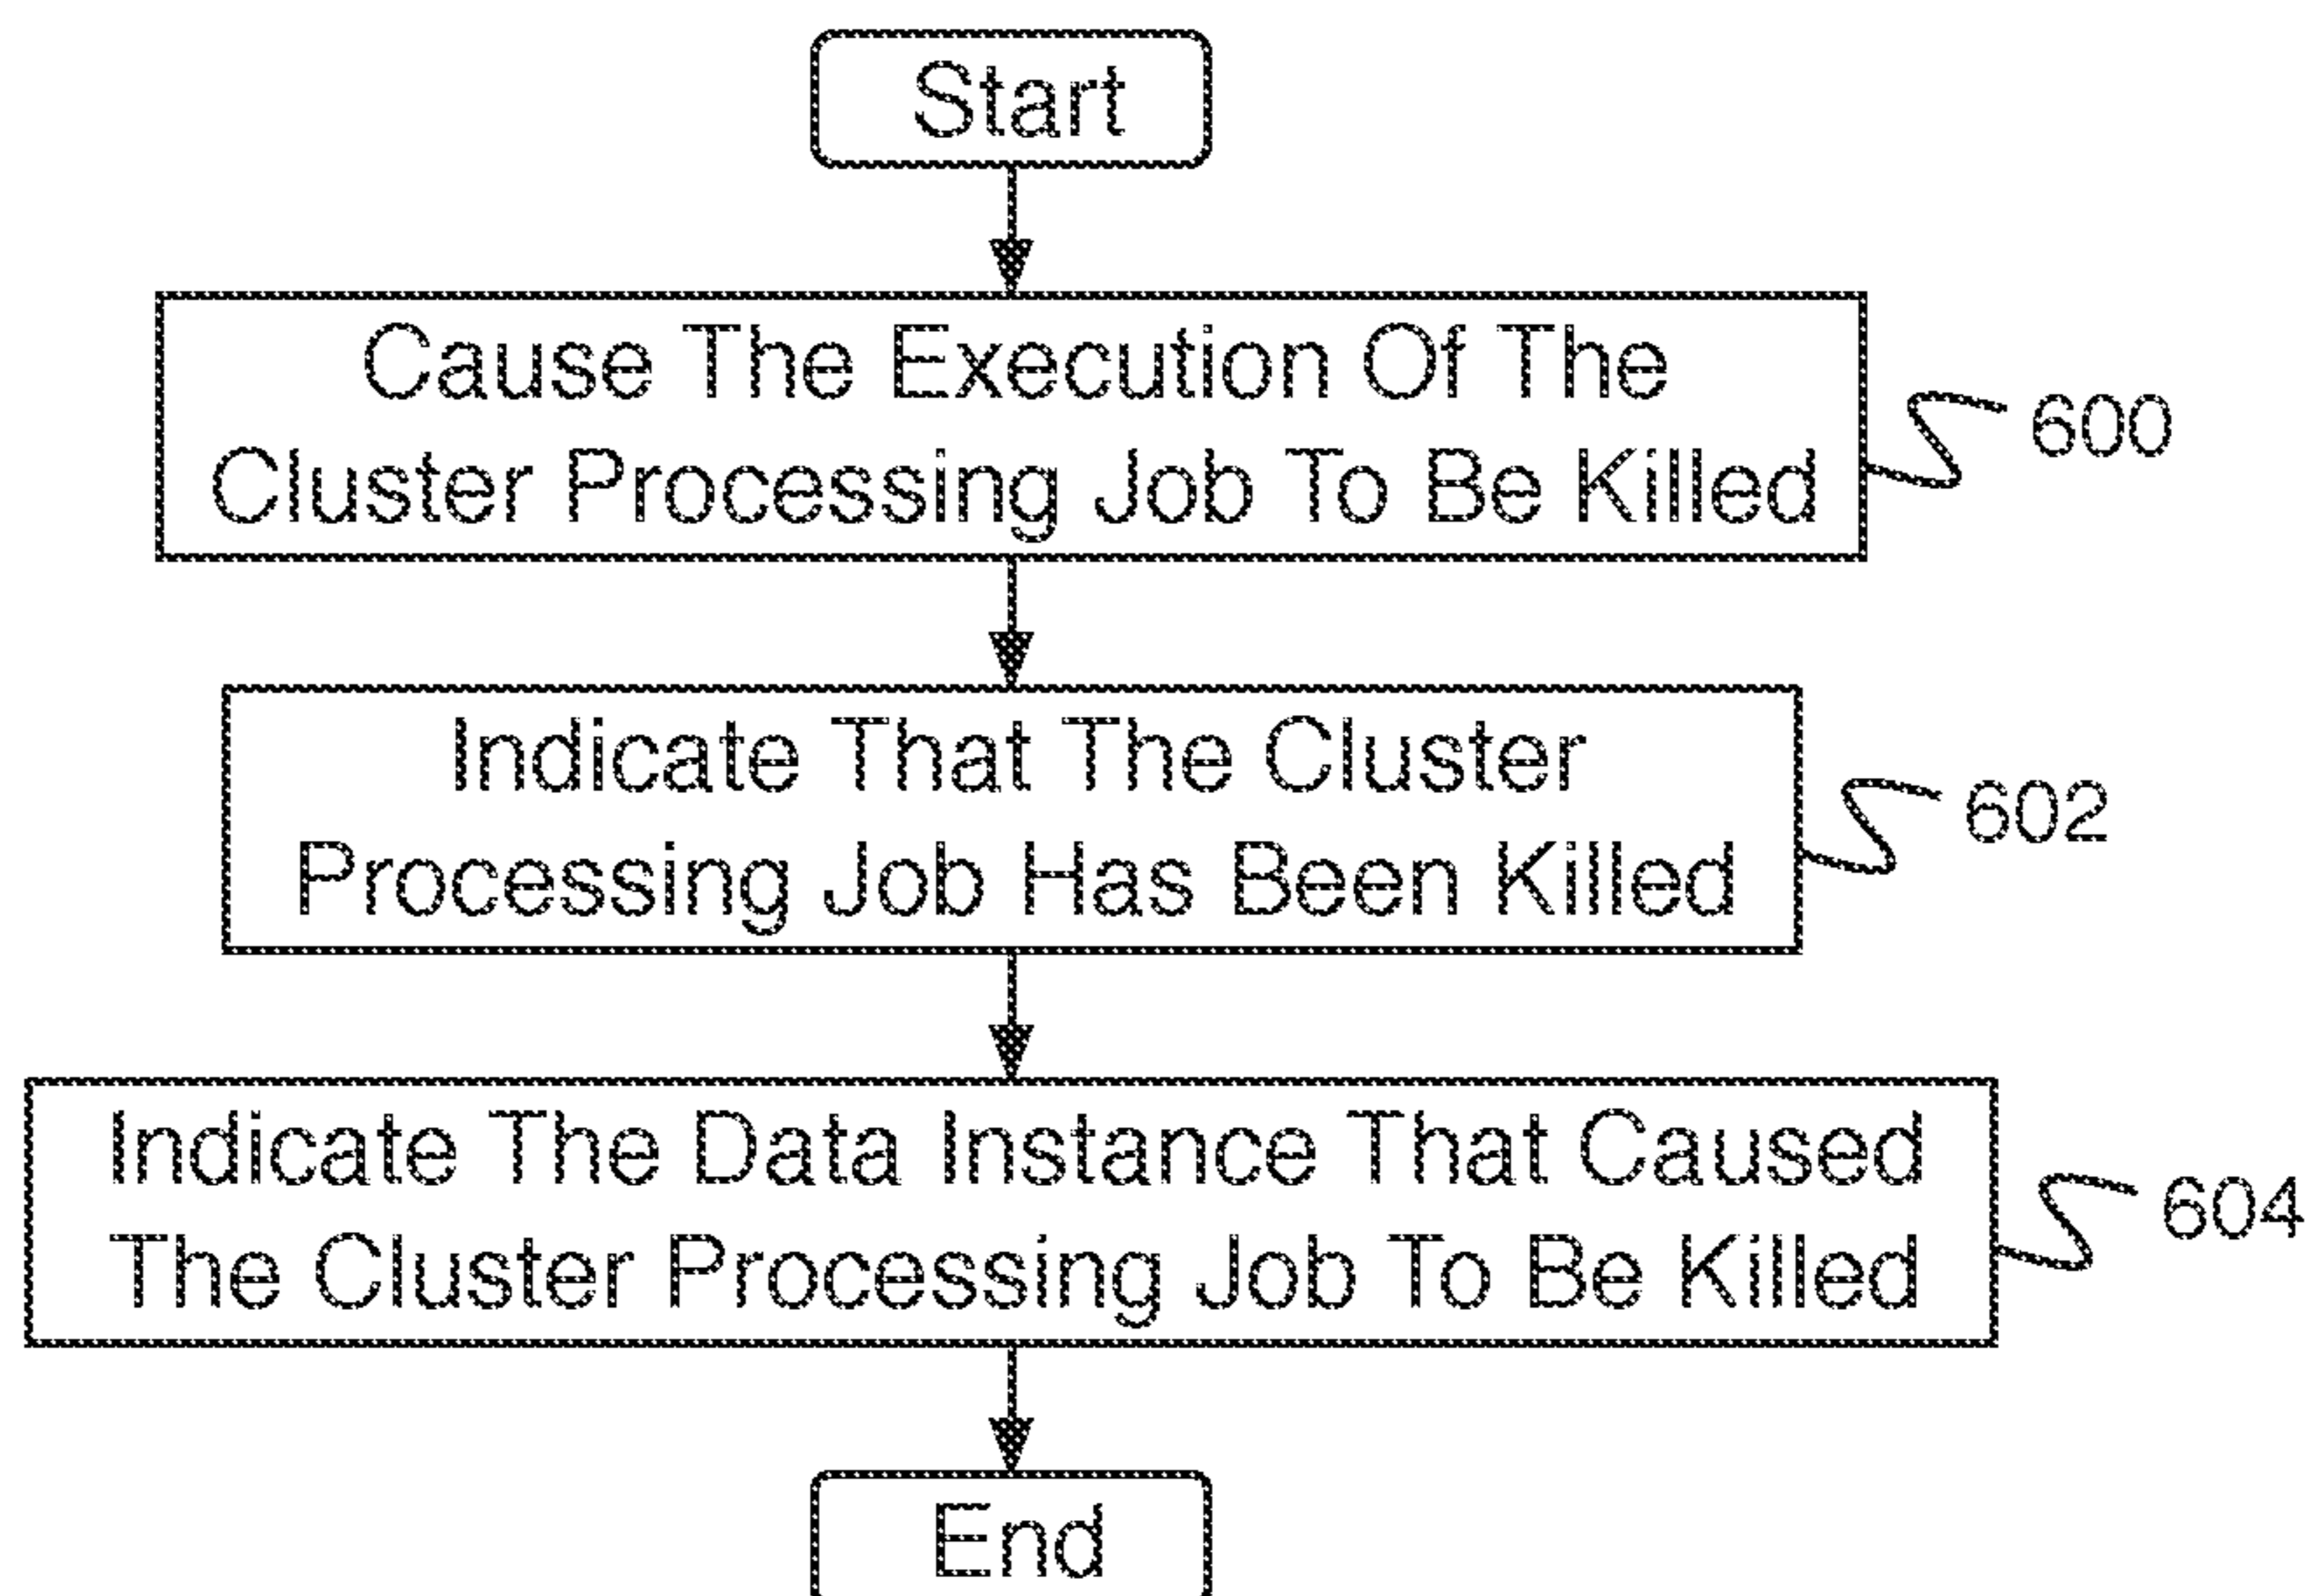 Start
Cause The Execution Of The
Cluster Processing Job To Be Killed
600
Indicate That The Cluster
Processing Job Has Been Killed
602
Indicate The Data Instance That Caused
The Cluster Processing Job To Be Killed
604
End